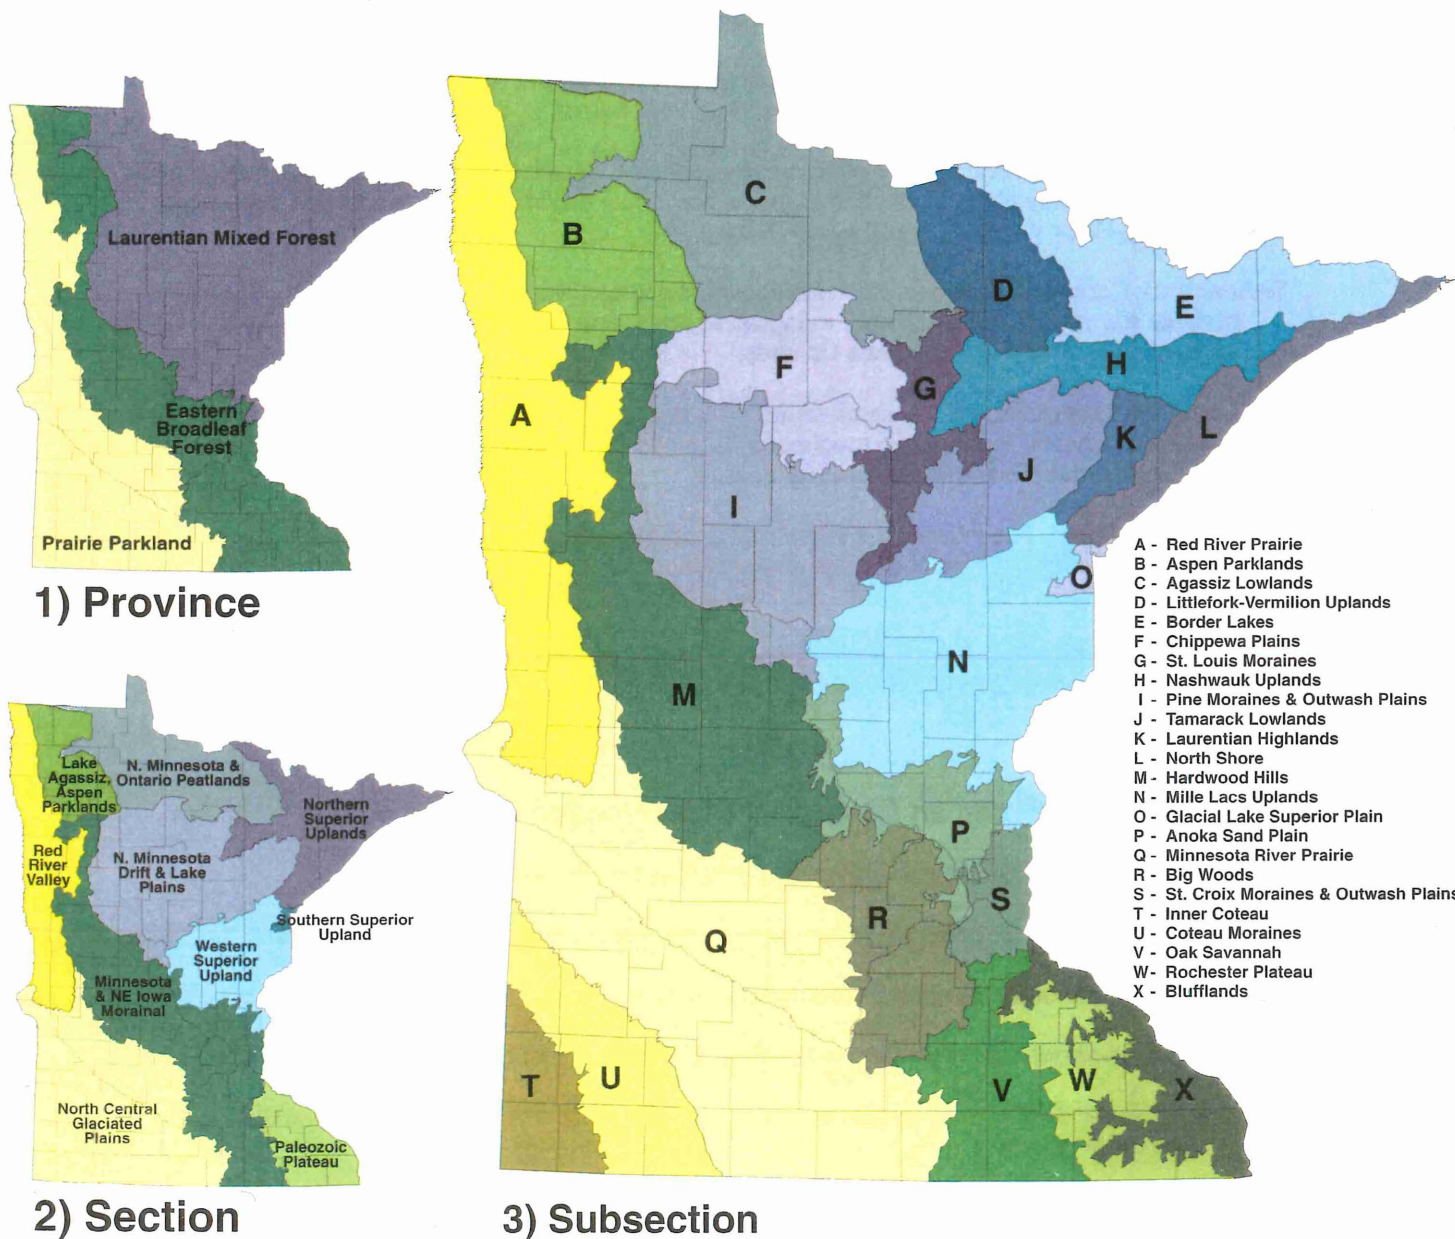 Laurentian Mixed Forest
Eastern
Broadleaf
Forest
Prairie Parkland
1) Province
Lake
Agassiz,
Aspen
Parklands
N. Minnesota &
Ontario Peatlands
Northern
Superior
Uplands
Red
River
Valley
N. Minnesota
Drift & Lake
Plains
Southern Superior
Upland
Western
Superior
Upland
Minnesota
& NE Iowa
Morainal
North Central
Glaciated
Plains
Paleozoic
Plateau
2) Section
A
B
C
D
E
F
G
H
I
J
K
L
M
N
O
P
Q
R
S
T
U
V
W
X
3) Subsection
A - Red River Prairie
B - Aspen Parklands
C - Agassiz Lowlands
D - Littlefork-Vermilion Uplands
E - Border Lakes
F - Chippewa Plains
G - St. Louis Moraines
H - Nashwauk Uplands
I - Pine Moraines & Outwash Plains
J - Tamarack Lowlands
K - Laurentian Highlands
L - North Shore
M - Hardwood Hills
N - Mille Lacs Uplands
O - Glacial Lake Superior Plain
P - Anoka Sand Plain
Q - Minnesota River Prairie
R - Big Woods
S - St. Croix Moraines & Outwash Plains
T - Inner Coteau
U - Coteau Moraines
V - Oak Savannah
W - Rochester Plateau
X - Blufflands